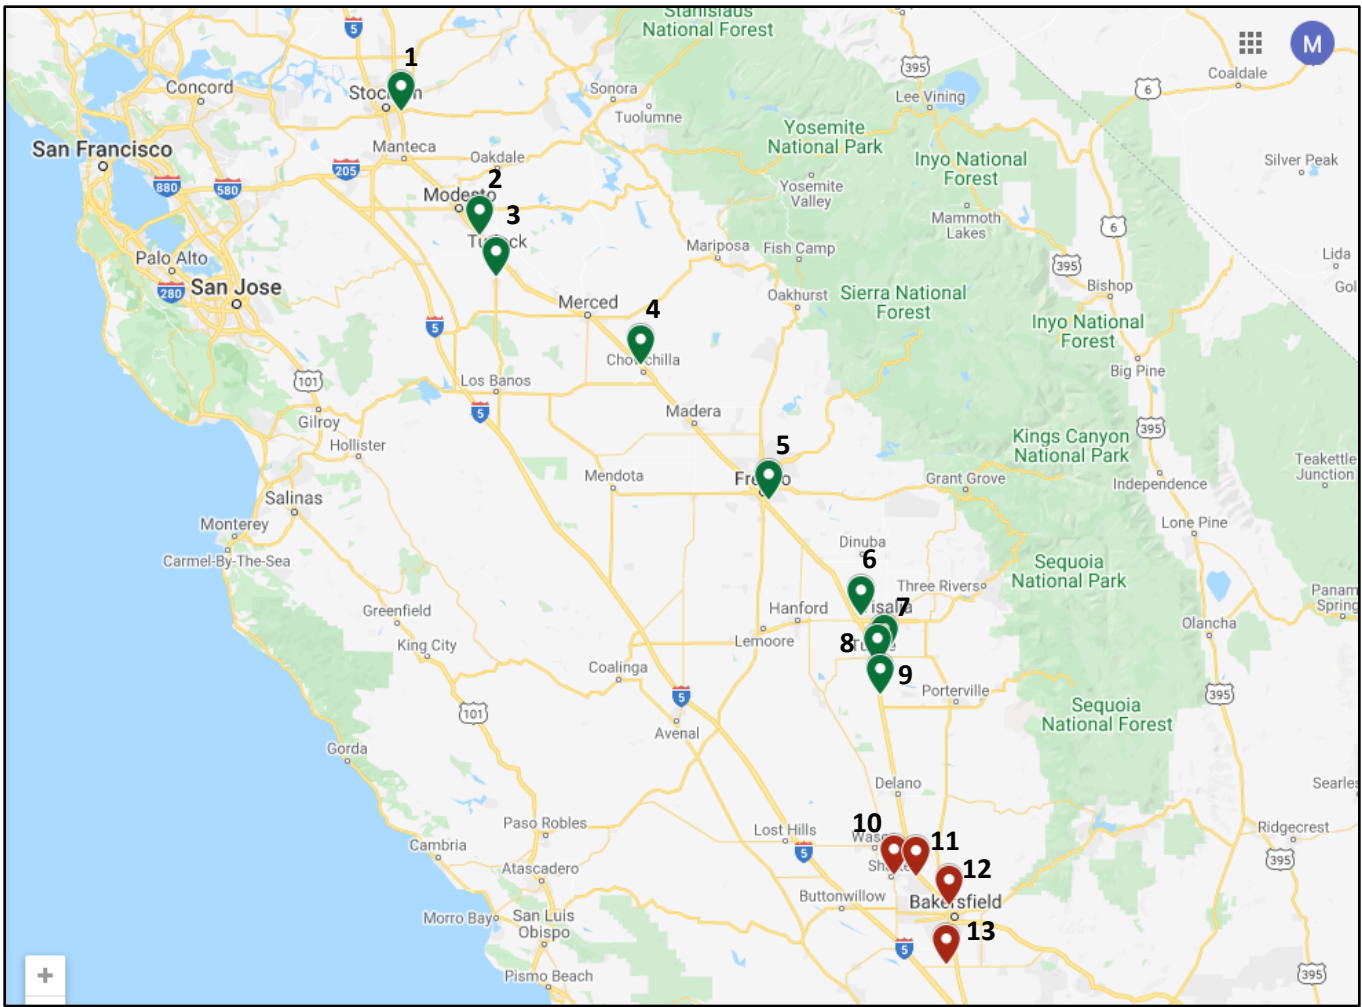 Stanislaus
National Forest
5
395
M
Coaldale
6
1
Concord
Sonora
Lee Vining
Tuolumne
San Francisco
Manteca
Yosemite
National Park
Oakdale
205
Inyo National
Forest
Silver Peak
880
580
2
Modesto
Yosemite
Valley
3
Mammoth
Lakes
6
Palo Alto
Mariposa
Fish Camp
Lida
395
280
San Jose
Merced
4
Oakhurst
Sierra National
Forest
Bishop
Gol
5
Inyo National
Forest
Big Pine
101
Los Banos
5
Madera
Gilroy
Hollister
395
Kings Canyon
National Park
5
Teakettle
Junction
Mendota
Grant Grove
Independence
Salinas
Monterey
Lone Pine
Carmel-By-The-Sea
Dinuba
6
Sequoia
National Park
Three Rivers
Panam
Spring
Greenfield
Hanford
7
King City
Lemoore
8
Olancha
Coalinga
9
5
Porterville
395
101
Avenal
Sequoia
National Forest
Gorda
Delano
Searles
Paso Robles
Lost Hills
10
11
Ridgecrest
Cambria
5
395
Atascadero
12
Buttonwillow
Bakersfield
Morro Bay
San Luis
Obispo
13
5
Pismo Beach
395
+